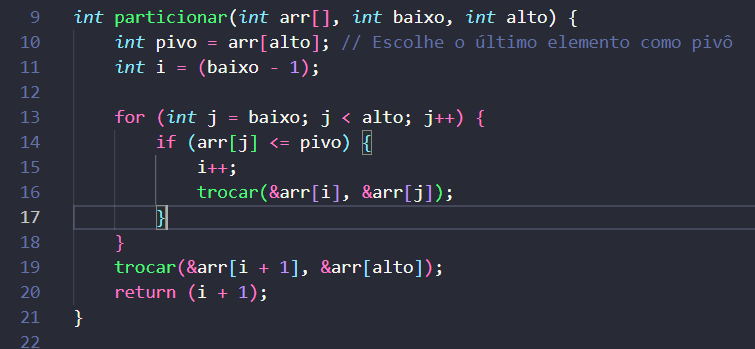 9 int particionar(int arr[], int baixo, int alto) {
10     int pivo = arr[alto]; // Escolhe o último elemento como pivô
11     int i = (baixo - 1);
12
13     for (int j = baixo; j < alto; j++) {
14         if (arr[j] <= pivo) {
15             i++;
16             trocar(&arr[i], &arr[j]);
17         }
18     }
19     trocar(&arr[i + 1], &arr[alto]);
20     return (i + 1);
21 }
22